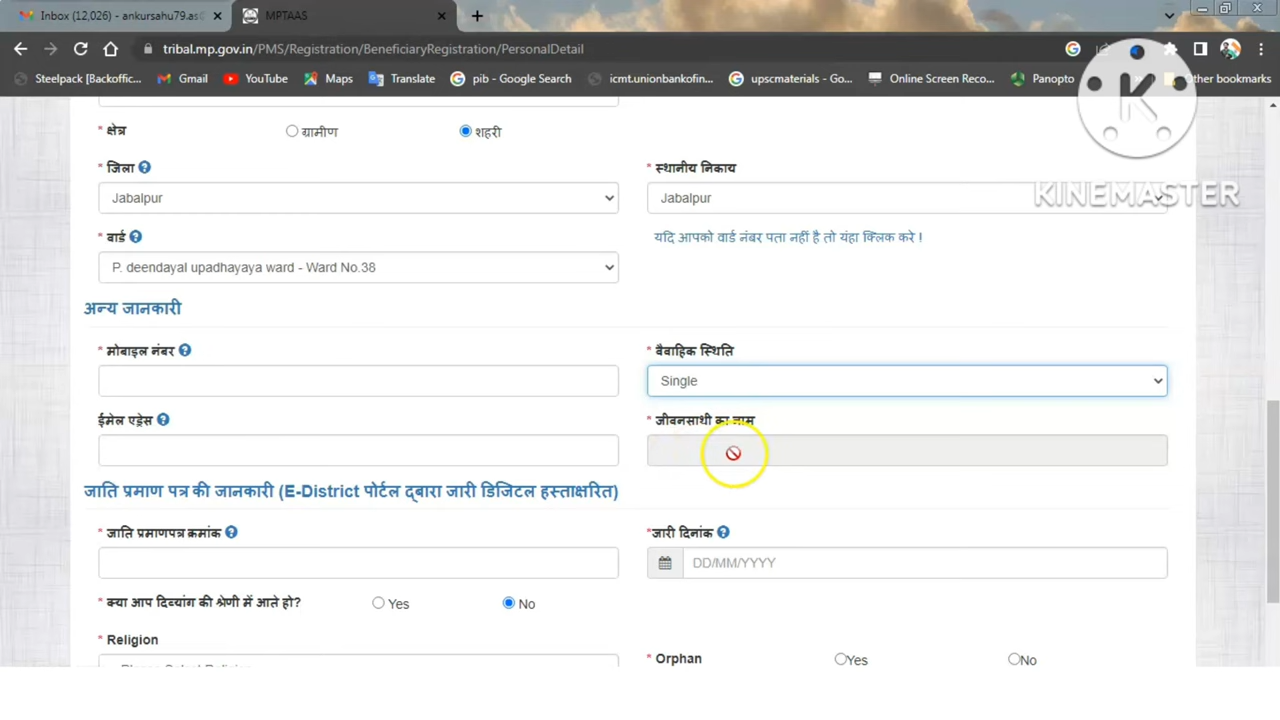 Inbox (12,026) - ankursahu79.as@
MPTAAS
tribal.mp.gov.in/PMS/Registration/BeneficiaryRegistration/PersonalDetail
Steelpack [Backoffic... Gmail YouTube Maps Translate pib - Google Search icmt.unionbankofin... upscmaterials - Go... Online Screen Reco... Panopto Other bookmarks
K
KINEMASTER
* क्षेत्र ग्रामीण शहरी
* जिला * स्थानीय निकाय
Jabalpur Jabalpur
* वार्ड यदि आपको वार्ड नंबर पता नहीं है तो यंहा क्लिक करे !
P. deendayal upadhayaya ward - Ward No.38
अन्य जानकारी
* मोबाइल नंबर * वैवाहिक स्थिति
Single
ईमेल एड्रेस * जीवनसाथी का नाम
जाति प्रमाण पत्र की जानकारी (E-District पोर्टल द्बारा जारी डिजिटल हस्ताक्षरित)
* जाति प्रमाणपत्र क्रमांक *जारी दिनांक
DD/MM/YYYY
* क्या आप दिव्यांग की श्रेणी में आते हो? Yes No
* Religion
* Orphan Yes No